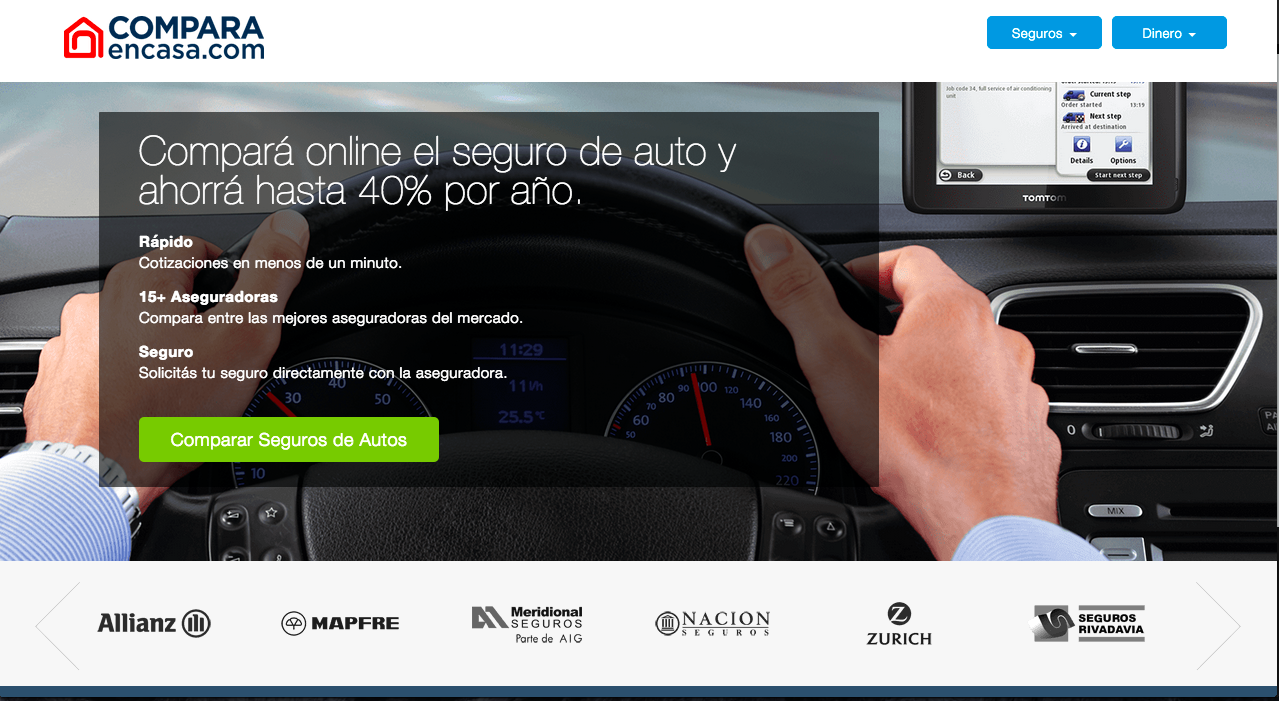 COMPARA
encasa.com
Seguros
Dinero
Job code 34, full service of air conditioning
unit
Current step
Order started 13:19
Next step
Arrived at destination
Details Options
Back
Start next step
TOMTOM
Compará online el seguro de auto y
ahorrá hasta 40% por año.
Rápido
Cotizaciones en menos de un minuto.
15+ Aseguradoras
Compara entre las mejores aseguradoras del mercado.
Seguro
Solicitás tu seguro directamente con la aseguradora.
Comparar Seguros de Autos
11:29
25.5°C
10
30
40
50
50
60
70
80
90
100
120
140
160
180
200
220
0
MIX
Allianz
MAPFRE
Meridional
SEGUROS
Parte de AIG
NACION
SEGUROS
Z
ZURICH
SEGUROS
RIVADAVIA